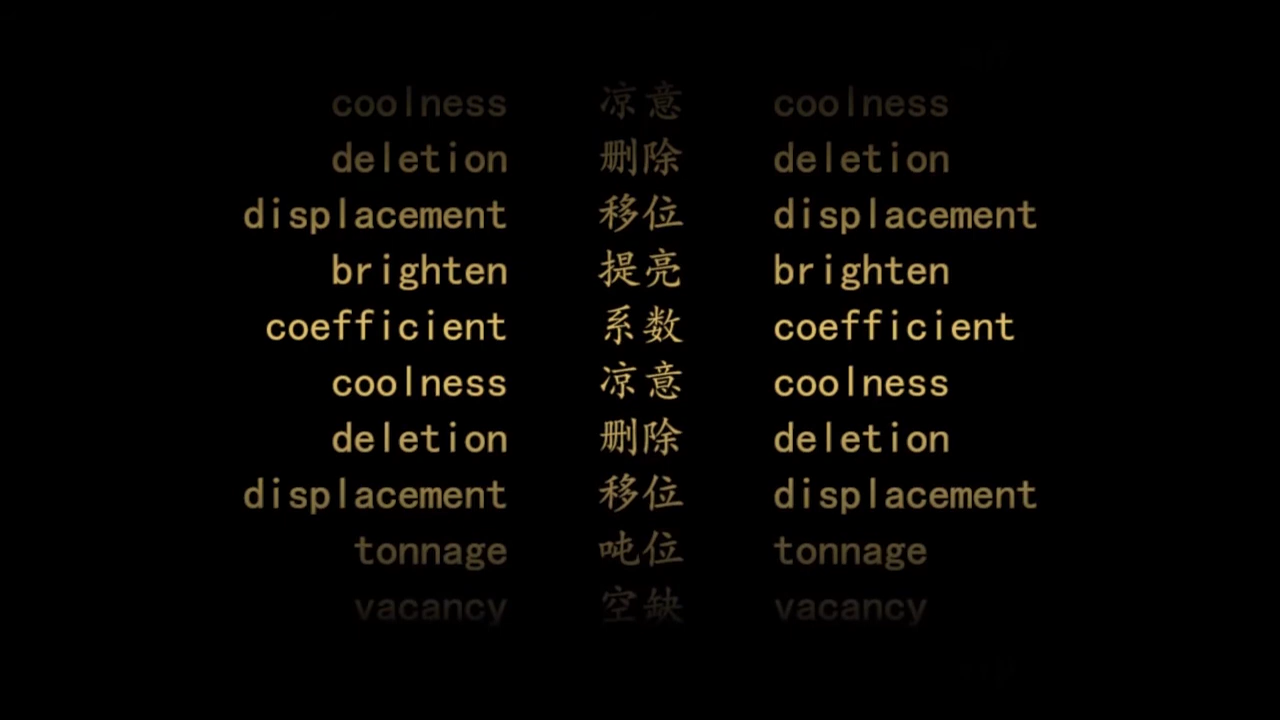 coolness 凉意 coolness
deletion 删除 deletion
displacement 移位 displacement
brighten 提亮 brighten
coefficient 系数 coefficient
coolness 凉意 coolness
deletion 删除 deletion
displacement 移位 displacement
tonnage 吨位 tonnage
vacancy 空缺 vacancy